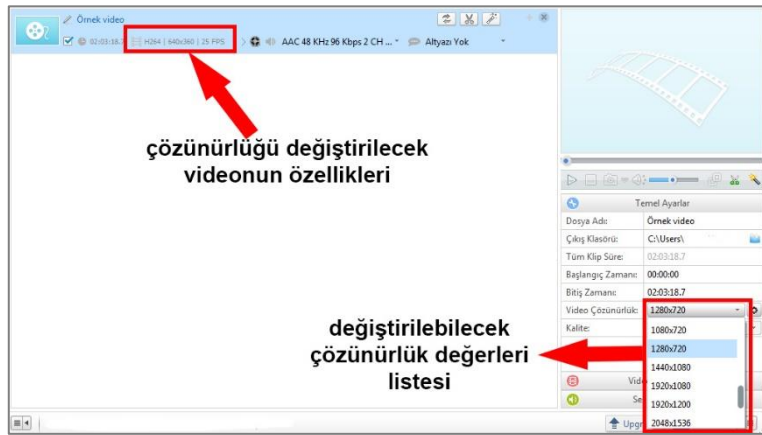 Örnek video
02:03:18.7 H264 | 640x360 | 25 FPS AAC 48 KHz 96 Kbps 2 CH ... Altyazı Yok
çözünürlüğü değiştirilecek
videonun özellikleri
Temel Ayarlar
Dosya Adı: Örnek video
Çıkış Klasörü: C:\Users\
Tüm Klip Süre: 02:03:18.7
Başlangıç Zamanı: 00:00:00
Bitiş Zamanı: 02:03:18.7
Video Çözünürlük: 1280x720
Kalite:
1080x720
1280x720
1440x1080
1920x1080
1920x1200
2048x1536
değiştirilebilecek
çözünürlük değerleri
listesi